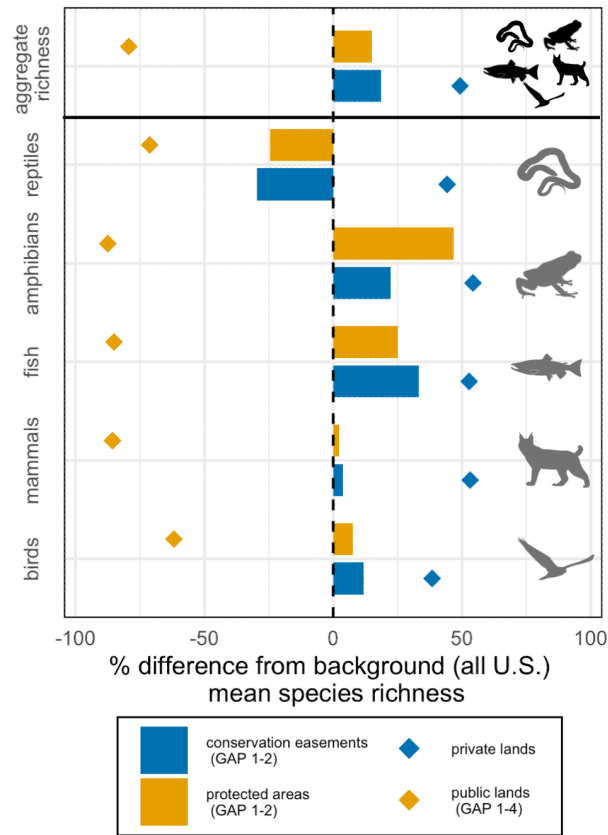 aggregate
richness
reptiles
amphibians
fish
mammals
birds
-100 -50 0 50 100
% difference from background (all U.S.)
mean species richness
conservation easements
(GAP 1-2)
private lands
protected areas
(GAP 1-2)
public lands
(GAP 1-4)